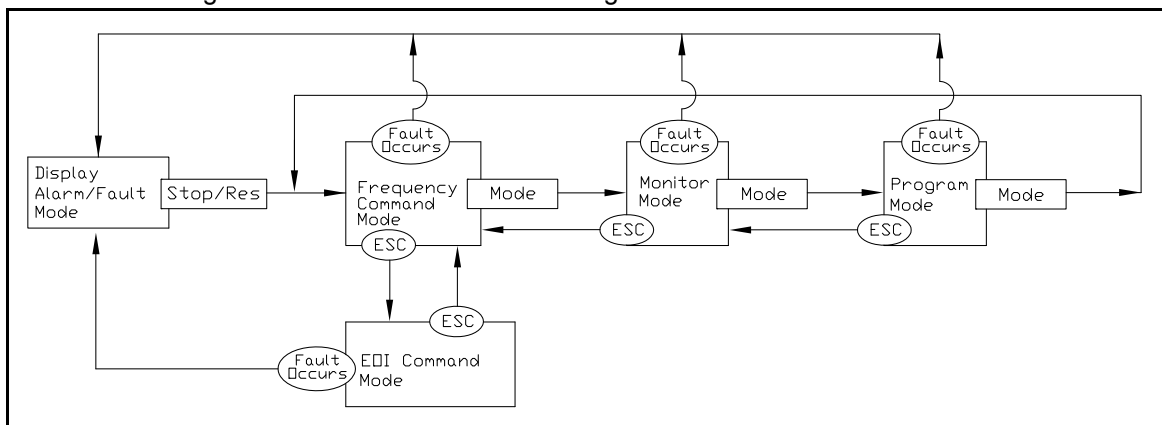 Fault
Occurs
Fault
Occurs
Fault
Occurs
Display
Alarm/Fault
Mode
Stop/Res
Frequency
Command
Mode
Mode
Monitor
Mode
Mode
Program
Mode
Mode
ESC
ESC
ESC
ESC
Fault
Occurs
EOI Command
Mode